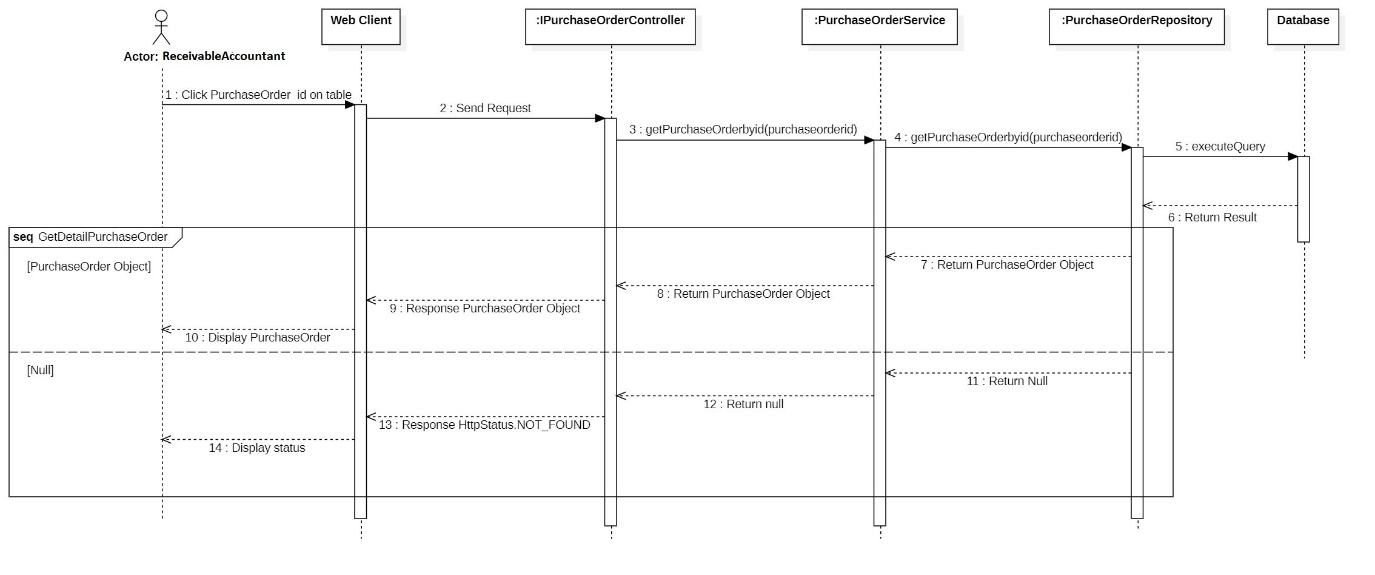 Web Client
:IPurchaseOrderController
:PurchaseOrderService
:PurchaseOrderRepository
Database
Actor: ReceivableAccountant
1 : Click PurchaseOrder  id on table
2 : Send Request
3 : getPurchaseOrderbyid(purchaseorderid)
4 : getPurchaseOrderbyid(purchaseorderid)
5 : executeQuery
6 : Return Result
seq GetDetailPurchaseOrder
[PurchaseOrder Object]
7 : Return PurchaseOrder Object
8 : Return PurchaseOrder Object
9 : Response PurchaseOrder Object
10 : Display PurchaseOrder
[Null]
11 : Return Null
12 : Return null
13 : Response HttpStatus.NOT_FOUND
14 : Display status